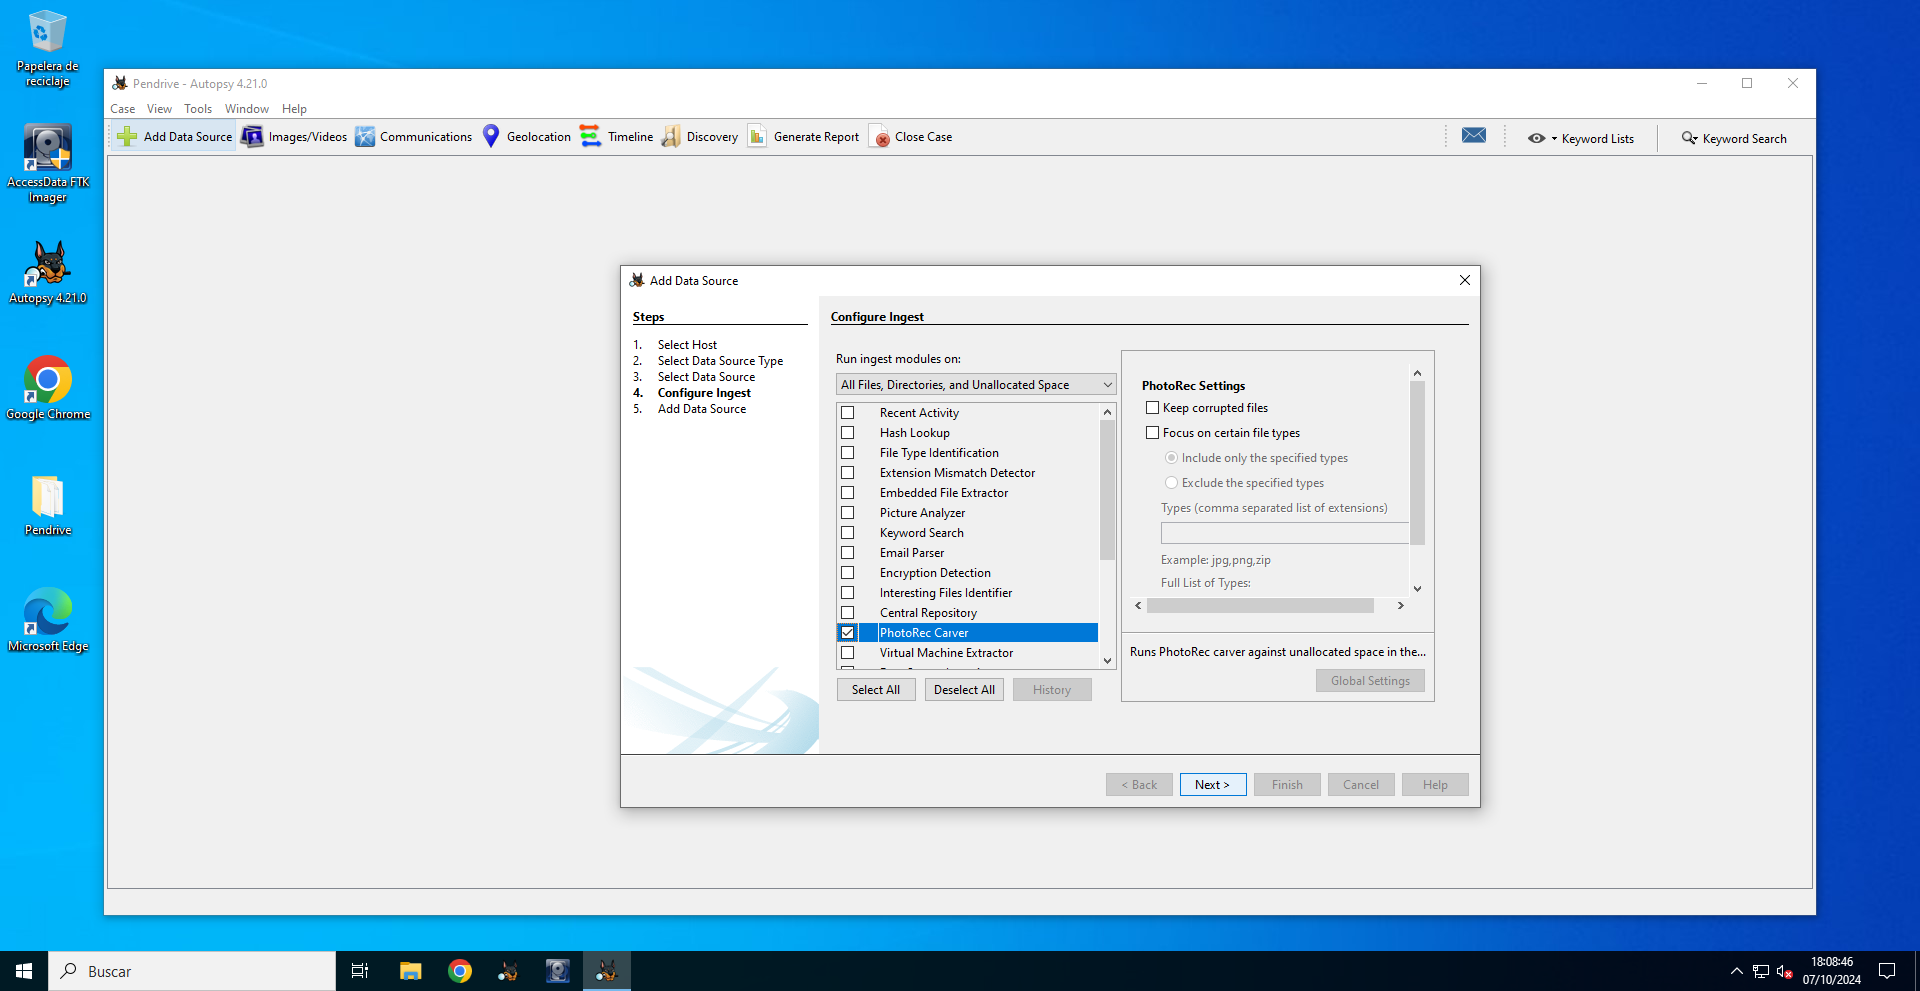 Papelera de
reciclaje
AccessData FTK
Imager
Autopsy 4.21.0
Google Chrome
Pendrive
Microsoft Edge
Pendrive - Autopsy 4.21.0
Case View Tools Window Help
Add Data Source Images/Videos Communications Geolocation Timeline Discovery Generate Report Close Case Keyword Lists Keyword Search
Add Data Source
Steps
1. Select Host
2. Select Data Source Type
3. Select Data Source
4. Configure Ingest
5. Add Data Source
Configure Ingest
Run ingest modules on:
All Files, Directories, and Unallocated Space
Recent Activity
Hash Lookup
File Type Identification
Extension Mismatch Detector
Embedded File Extractor
Picture Analyzer
Keyword Search
Email Parser
Encryption Detection
Interesting Files Identifier
Central Repository
PhotoRec Carver
Virtual Machine Extractor
Select All Deselect All History
PhotoRec Settings
Keep corrupted files
Focus on certain file types
Include only the specified types
Exclude the specified types
Types (comma separated list of extensions)
Example: jpg,png,zip
Full List of Types:
Runs PhotoRec carver against unallocated space in the...
Global Settings
< Back Next > Finish Cancel Help
Buscar
18:08:46
07/10/2024